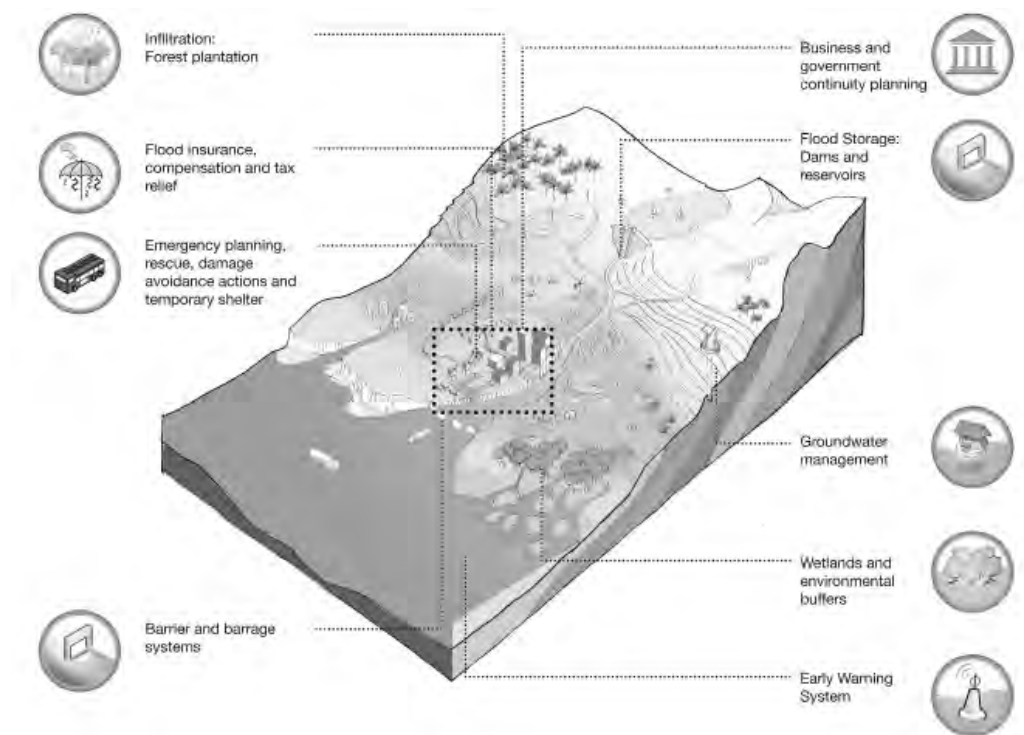 Infiltration:
Forest plantation
Flood insurance,
compensation and tax
relief
Emergency planning,
rescue, damage
avoidance actions and
temporary shelter
Barrier and barrage
systems
Business and
government
continuity planning
Flood Storage:
Dams and
reservoirs
Groundwater
management
Wetlands and
environmental
buffers
Early Warning
System